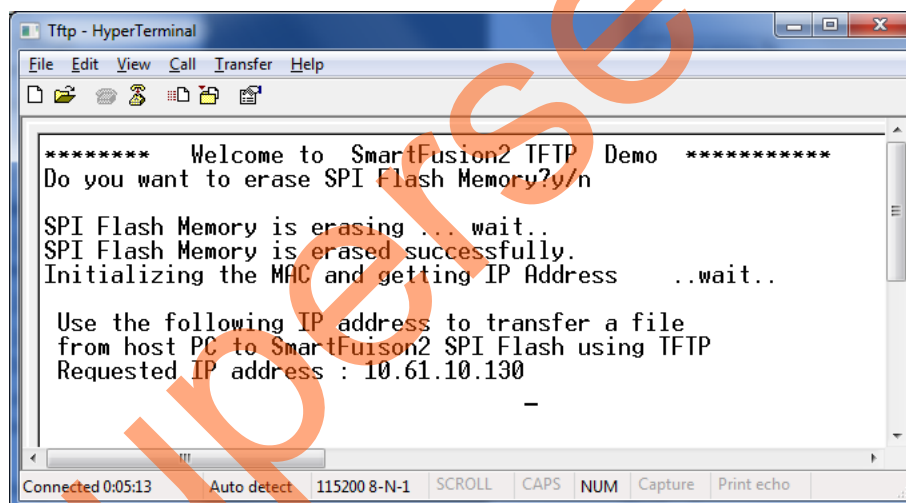 Tftp - HyperTerminal
File Edit View Call Transfer Help
******** Welcome to SmartFusion2 TFTP Demo ***********
Do you want to erase SPI Flash Memory?y/n
SPI Flash Memory is erasing ... wait..
SPI Flash Memory is erased successfully.
Initializing the MAC and getting IP Address ..wait..
Use the following IP address to transfer a file
from host PC to SmartFuison2 SPI Flash using TFTP
Requested IP address : 10.61.10.130
_
Connected 0:05:13 Auto detect 115200 8-N-1 SCROLL CAPS NUM Capture Print echo
uperse